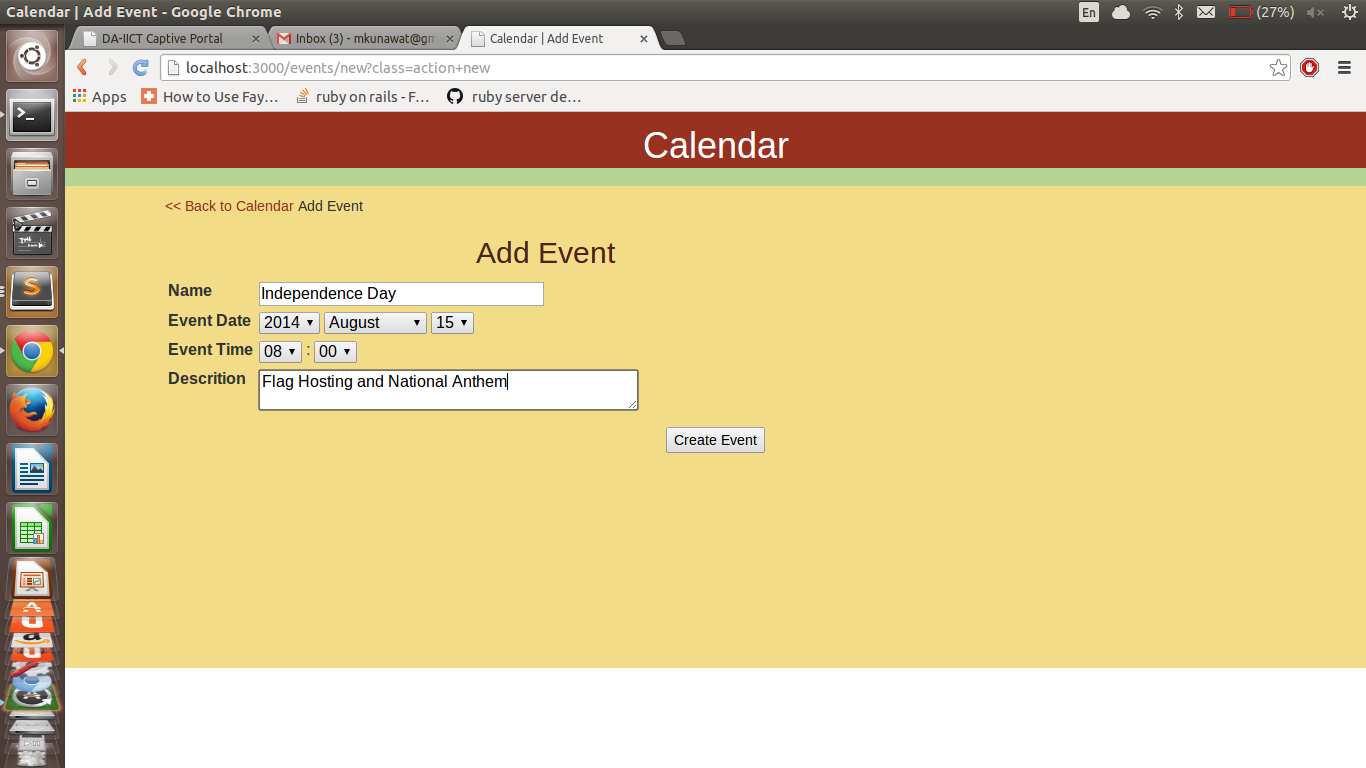 Calendar | Add Event - Google Chrome
En
(27%)
DA-IICT Captive Portal
Inbox (3) - mkunawat@gm
Calendar | Add Event
localhost:3000/events/new?class=action+new
Apps
How to Use Fay…
ruby on rails - F…
ruby server de…
Calendar
<< Back to Calendar Add Event
Add Event
Name
Independence Day
Event Date
2014 August 15
Event Time
08 : 00
Descrition
Flag Hosting and National Anthem
Create Event